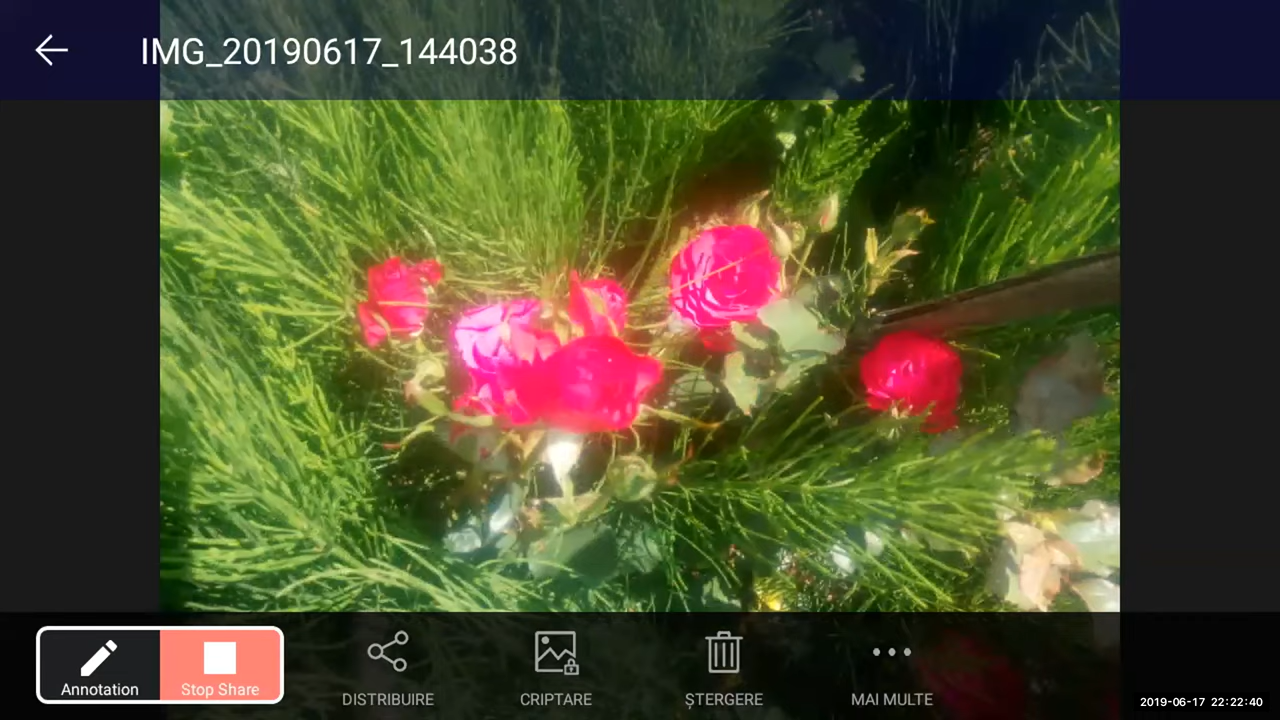 IMG_20190617_144038
Annotation
Stop Share
DISTRIBUIRE
CRIPTARE
ȘTERGERE
MAI MULTE
2019-06-17 22:22:40